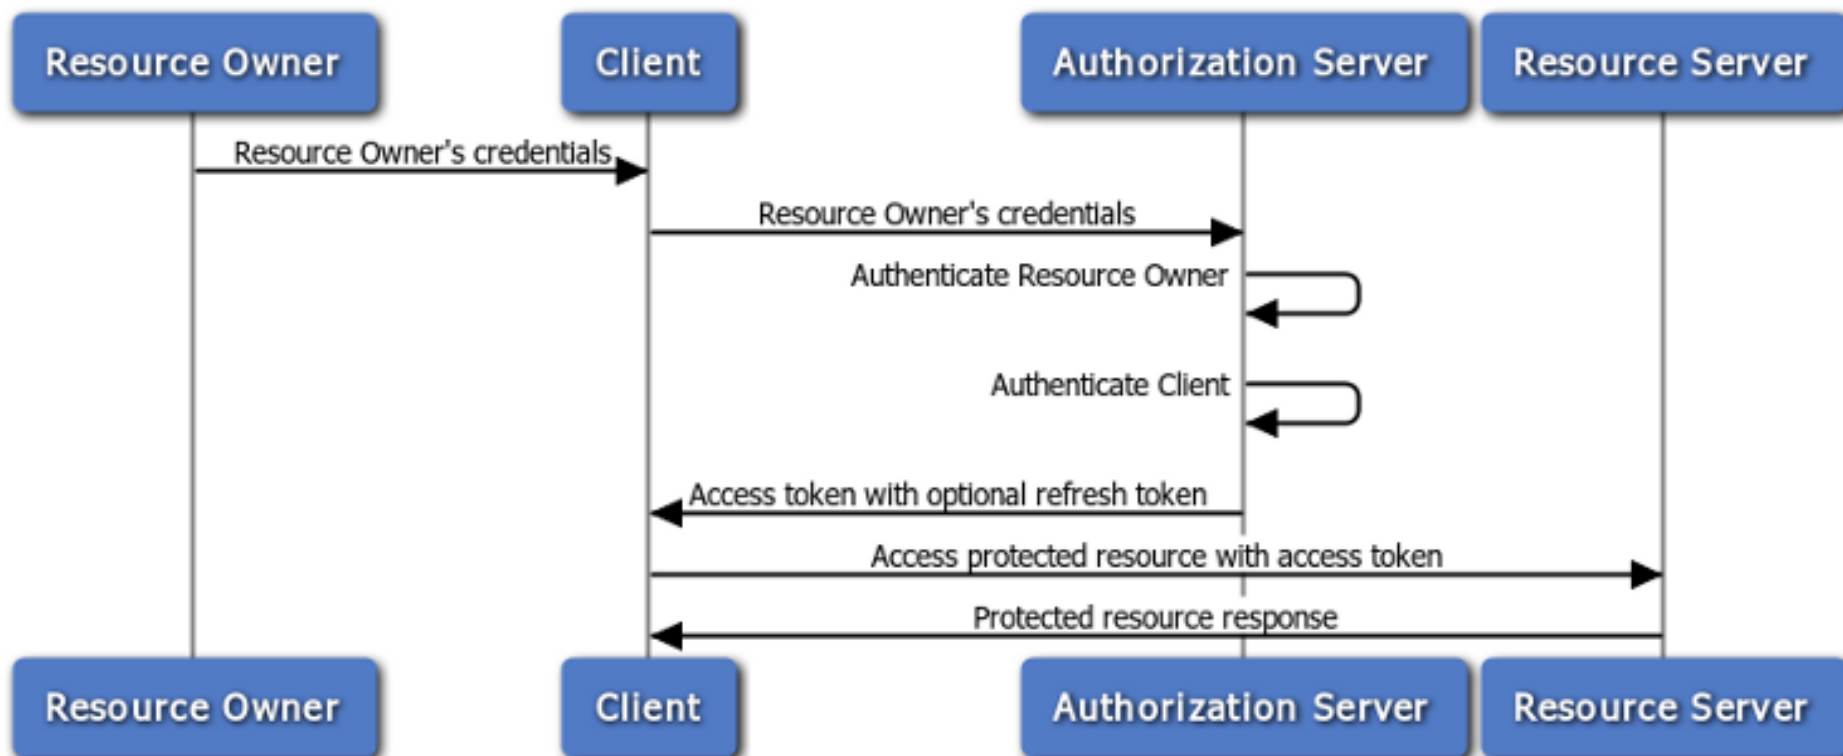 Resource Owner
Client
Authorization Server
Resource Server
Resource Owner's credentials
Resource Owner's credentials
Authenticate Resource Owner
Authenticate Client
Access token with optional refresh token
Access protected resource with access token
Protected resource response
Resource Owner
Client
Authorization Server
Resource Server